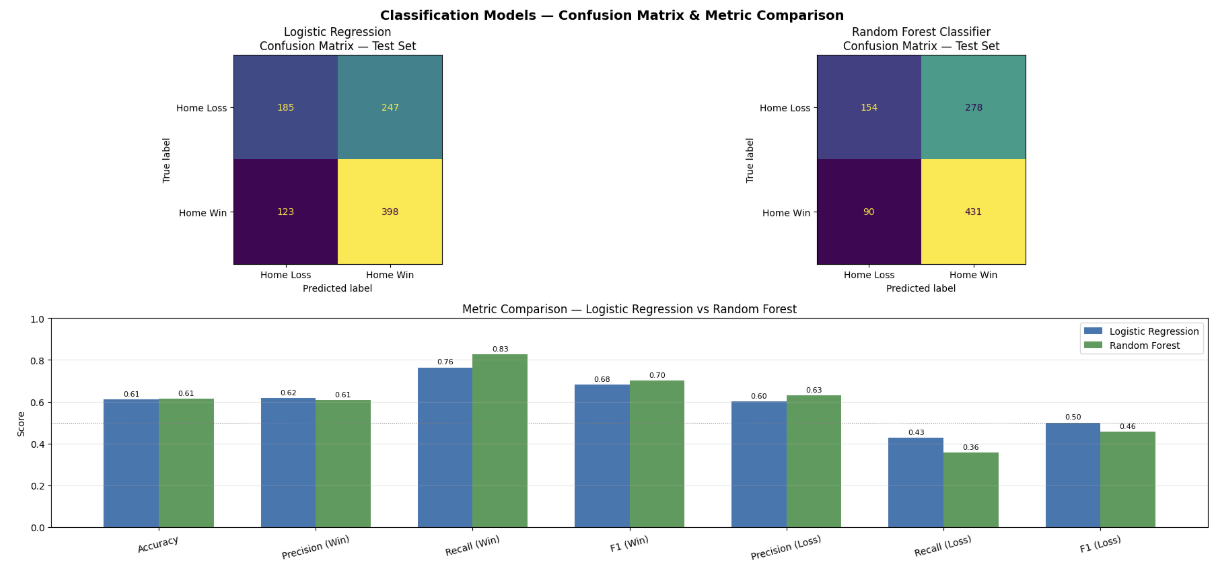 Classification Models — Confusion Matrix & Metric Comparison
Logistic Regression
Confusion Matrix — Test Set
Home Loss
185
247
True label
Home Win
123
398
Home Loss
Home Win
Predicted label
Random Forest Classifier
Confusion Matrix — Test Set
Home Loss
154
278
True label
Home Win
90
431
Home Loss
Home Win
Predicted label
Metric Comparison — Logistic Regression vs Random Forest
Logistic Regression
Random Forest
Score
1.0
0.8
0.6
0.4
0.2
0.0
0.61
0.61
0.62
0.61
0.76
0.83
0.68
0.70
0.60
0.63
0.43
0.36
0.50
0.46
Accuracy
Precision (Win)
Recall (Win)
F1 (Win)
Precision (Loss)
Recall (Loss)
F1 (Loss)